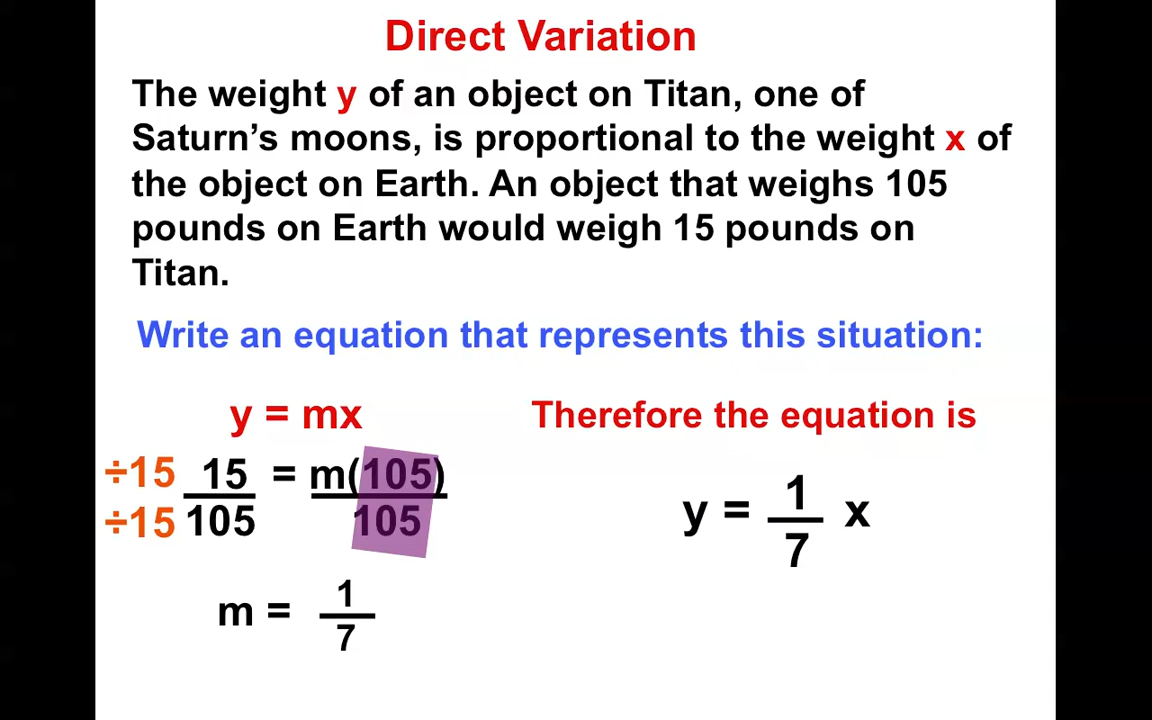 Direct Variation
The weight y of an object on Titan, one of
Saturn's moons, is proportional to the weight x of
the object on Earth. An object that weighs 105
pounds on Earth would weigh 15 pounds on
Titan.
Write an equation that represents this situation:
y = mx
÷15 15 = m(105)
÷15 105 105
m = 1
7
Therefore the equation is
y = 1 x
7